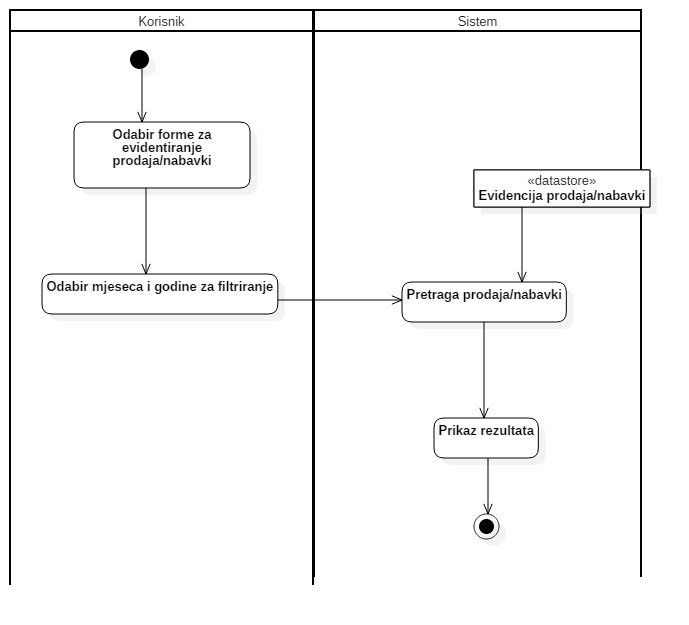 Korisnik
Sistem
Odabir forme za
evidentiranje
prodaja/nabavki
«datastore»
Evidencija prodaja/nabavki
Odabir mjeseca i godine za filtriranje
Pretraga prodaja/nabavki
Prikaz rezultata